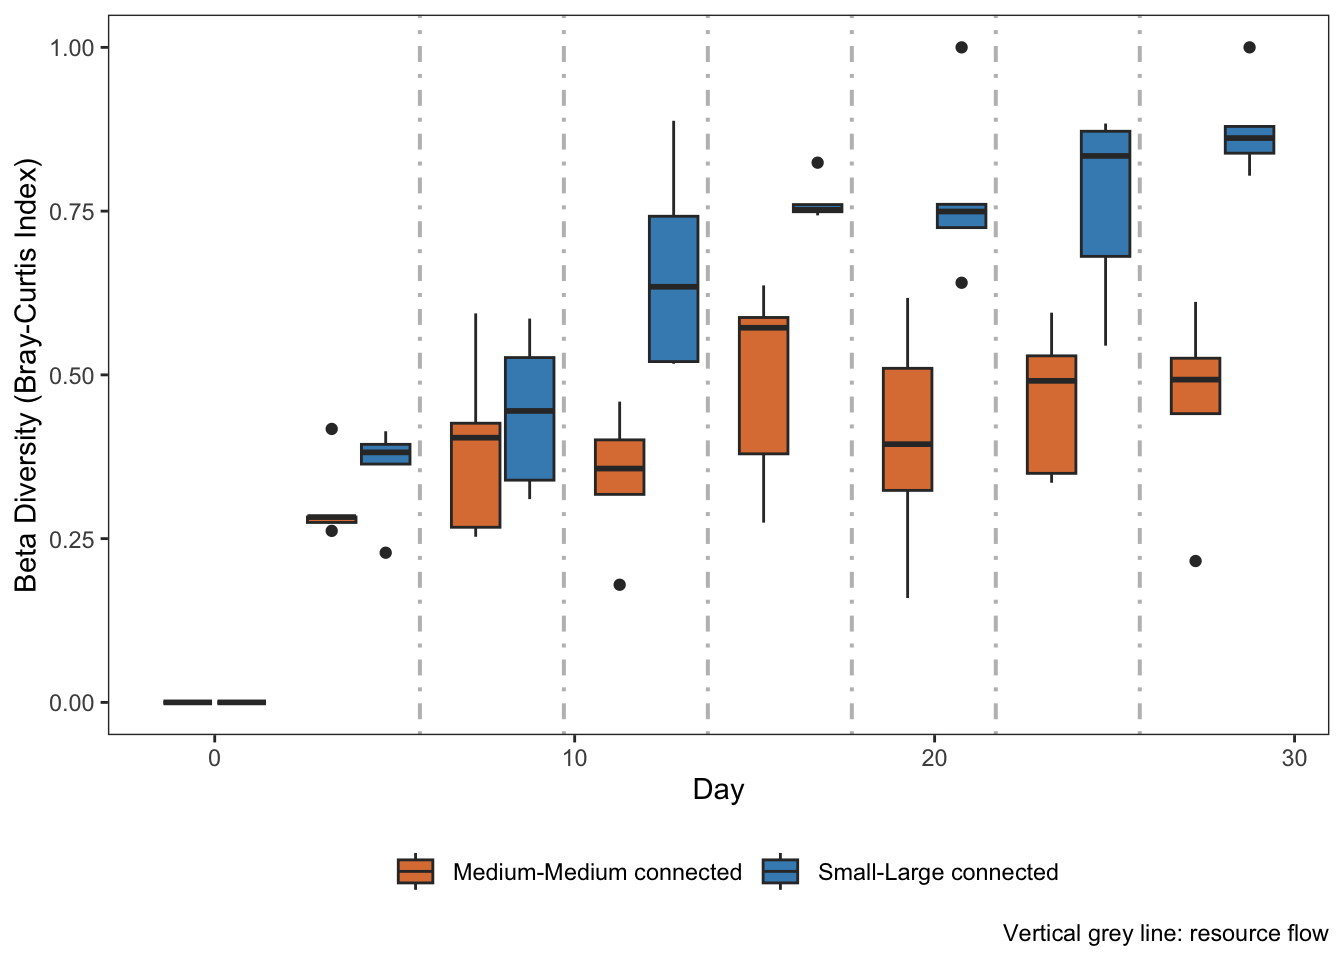 Beta Diversity (Bray-Curtis Index)
1.00
0.75
0.50
0.25
0.00
0 10 20 30
Day
Medium-Medium connected Small-Large connected
Vertical grey line: resource flow